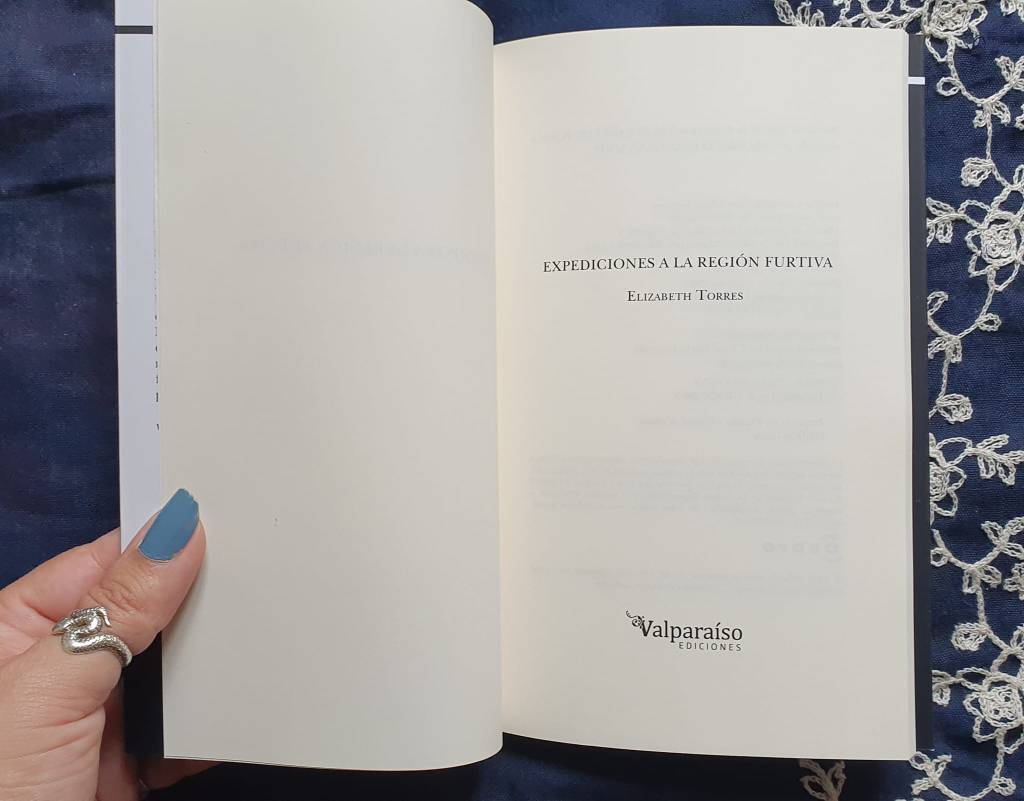 EXPEDICIONES A LA REGIÓN FURTIVA
ELIZABETH TORRES
Valparaíso
EDICIONES